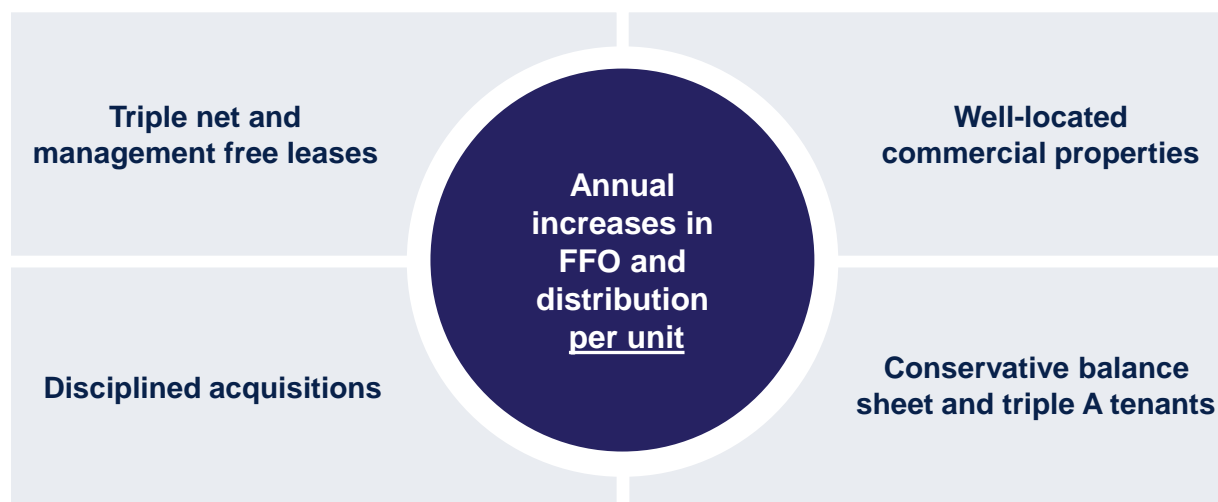 Triple net and
management free leases
Well-located
commercial properties
Annual
increases in
FFO and
distribution
per unit
Disciplined acquisitions
Conservative balance
sheet and triple A tenants